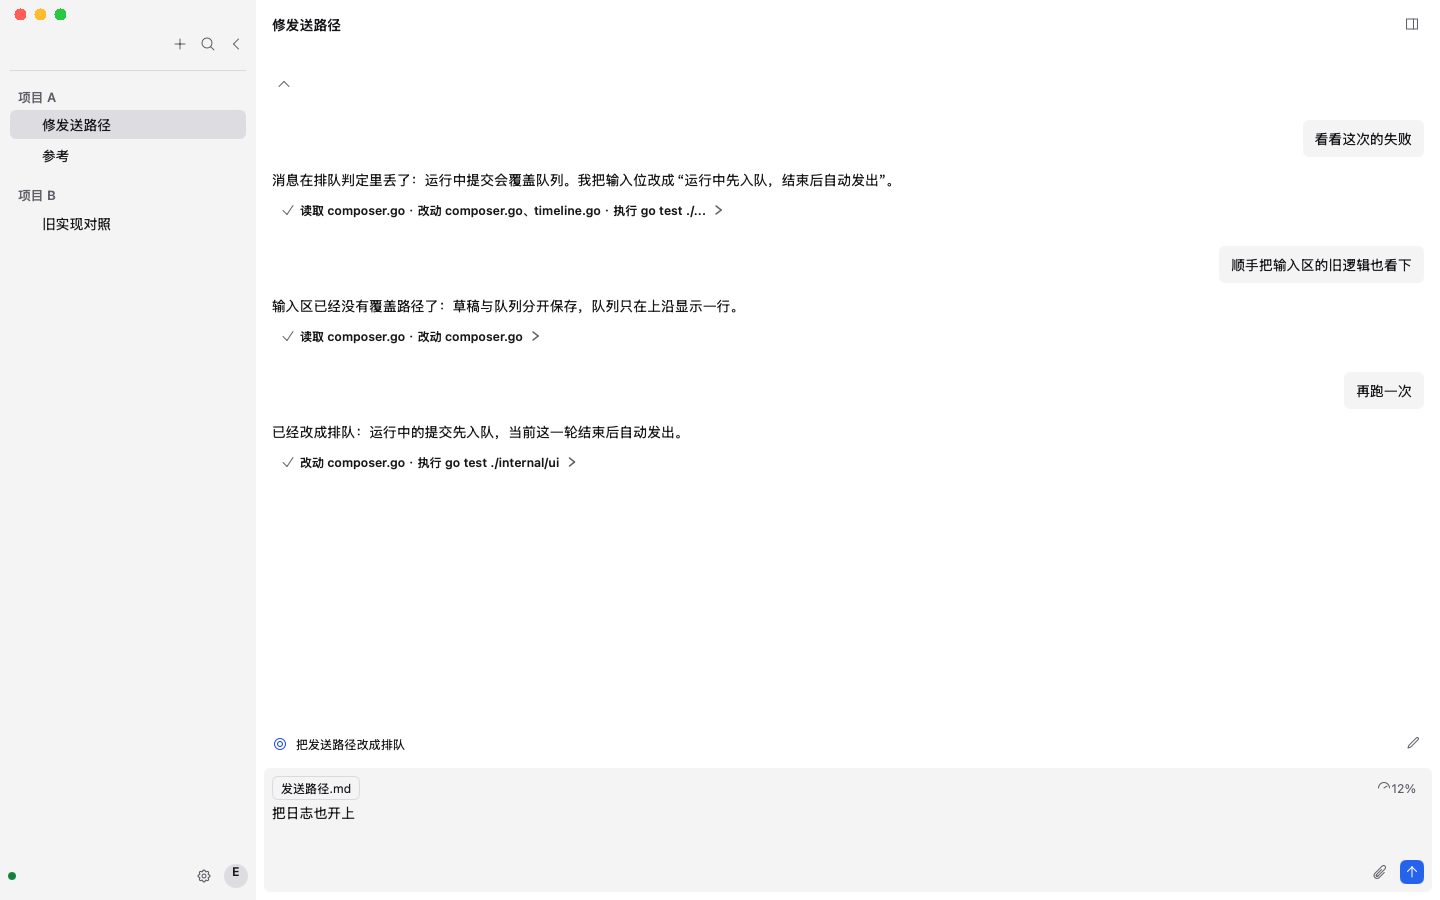 修发送路径
项目 A
修发送路径
参考
项目 B
旧实现对照
看看这次的失败
消息在排队判定里丢了：运行中提交会覆盖队列。我把输入位改成“运行中先入队，结束后自动发出”。
读取 composer.go · 改动 composer.go、timeline.go · 执行 go test ./...
顺手把输入区的旧逻辑也看下
输入区已经没有覆盖路径了：草稿与队列分开保存，队列只在上沿显示一行。
读取 composer.go · 改动 composer.go
再跑一次
已经改成排队：运行中的提交先入队，当前这一轮结束后自动发出。
改动 composer.go · 执行 go test ./internal/ui
把发送路径改成排队
发送路径.md
12%
把日志也开上
E